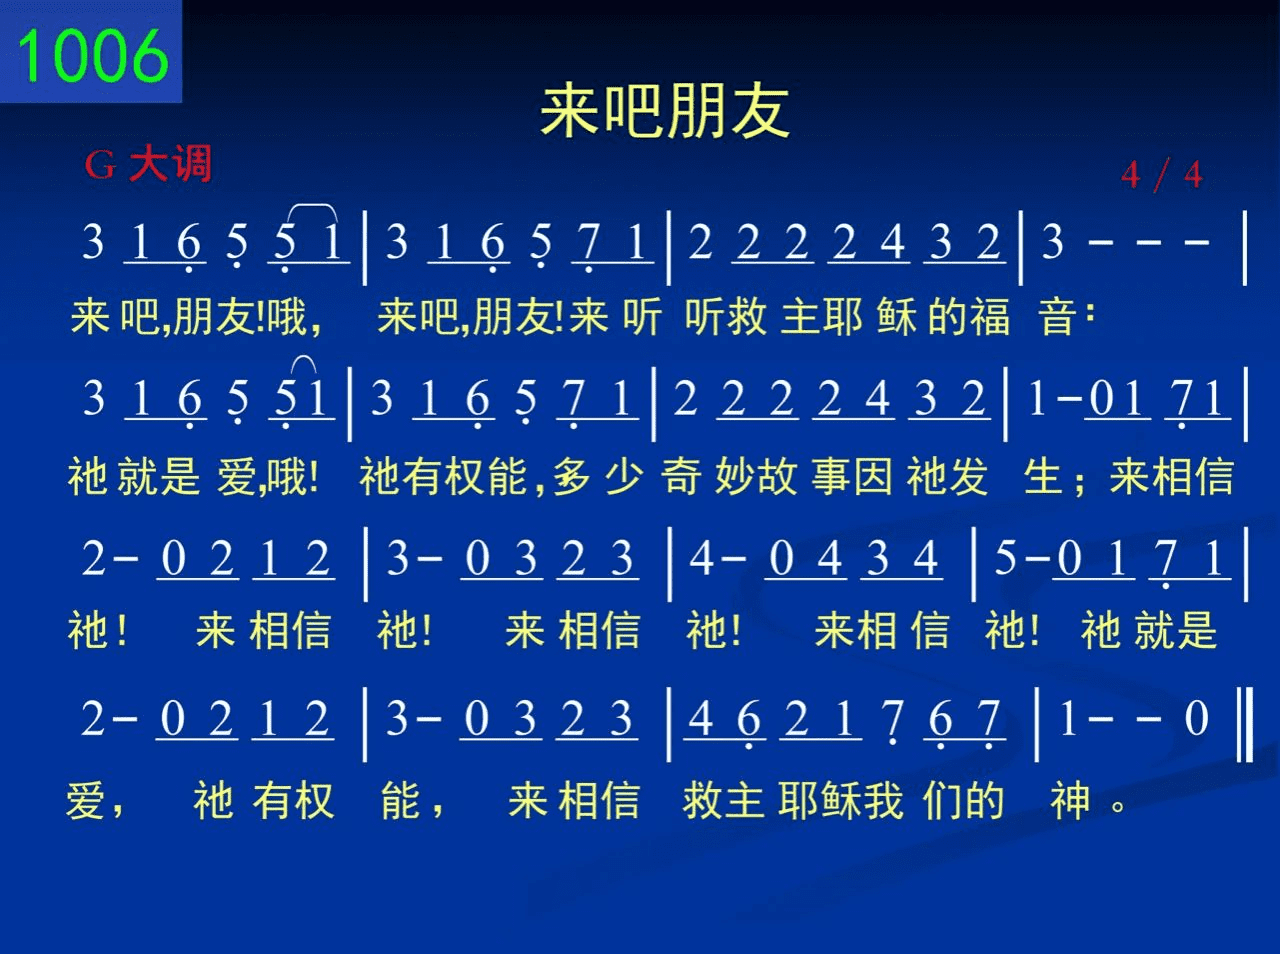 1006
来吧朋友
G 大调
4 / 4
3 1 6̣ 5̣ 5̣ 1 | 3 1 6̣ 5̣ 7̣ 1 | 2 2 2 2 4 3 2 | 3 - - - |
来吧,朋友!哦, 来吧,朋友!来 听 听救 主耶 稣 的福 音：
3 1 6̣ 5̣ 5̣ 1 | 3 1 6̣ 5̣ 7̣ 1 | 2 2 2 2 4 3 2 | 1 - 0 1 7̣ 1 |
祂就是 爱,哦! 祂有权能,多 少 奇 妙故 事因 祂发 生；来相信
2 - 0 2 1 2 | 3 - 0 3 2 3 | 4 - 0 4 3 4 | 5 - 0 1 7̣ 1 |
祂! 来 相信 祂! 来 相信 祂! 来相 信 祂! 祂 就是
2 - 0 2 1 2 | 3 - 0 3 2 3 | 4 6̣ 2 1 7̣ 6̣ 7̣ | 1 - - 0 ||
爱， 祂 有权 能， 来 相信 救主 耶稣我 们的 神 。